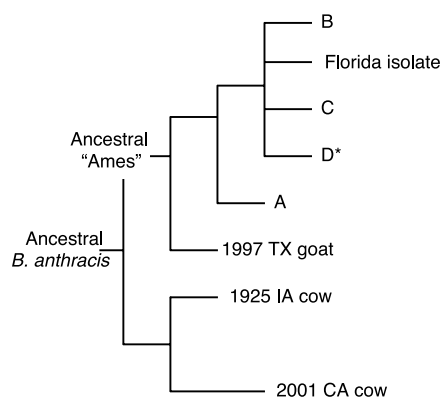 B
Florida isolate
C
D*
Ancestral
“Ames”
A
Ancestral
B. anthracis
1997 TX goat
1925 IA cow
2001 CA cow